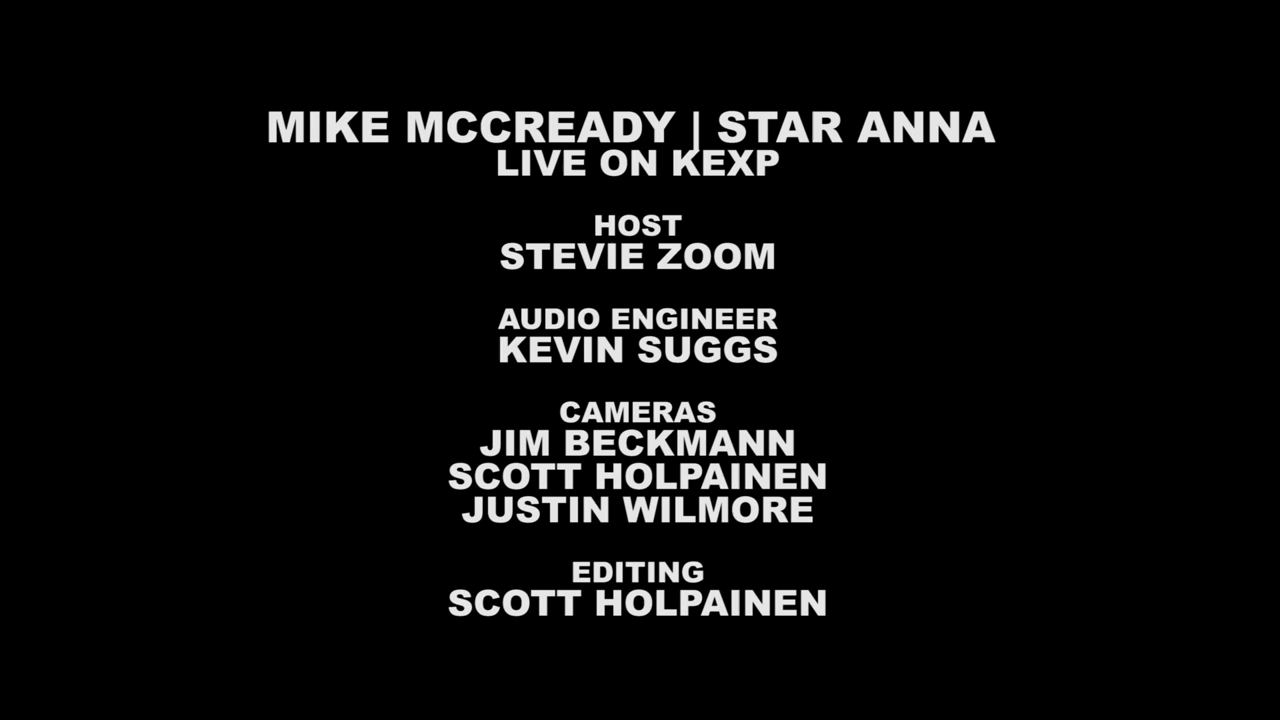 MIKE MCCREADY | STAR ANNA
LIVE ON KEXP
HOST
STEVIE ZOOM
AUDIO ENGINEER
KEVIN SUGGS
CAMERAS
JIM BECKMANN
SCOTT HOLPAINEN
JUSTIN WILMORE
EDITING
SCOTT HOLPAINEN